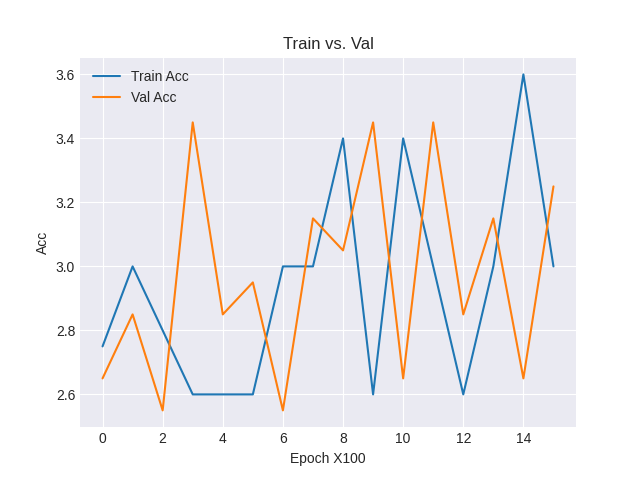 Train vs. Val
3.6
Train Acc
Val Acc
3.4
3.2
Acc
3.0
2.8
2.6
0 2 4 6 8 10 12 14
Epoch X100